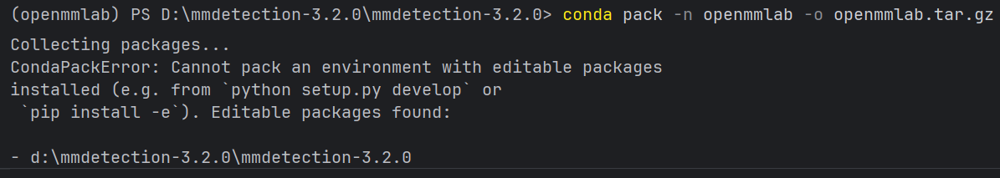 (openmmlab) PS D:\mmdetection-3.2.0\mmdetection-3.2.0> conda pack -n openmmlab -o openmmlab.tar.gz
Collecting packages...
CondaPackError: Cannot pack an environment with editable packages
installed (e.g. from `python setup.py develop` or
 `pip install -e`). Editable packages found:
- d:\mmdetection-3.2.0\mmdetection-3.2.0